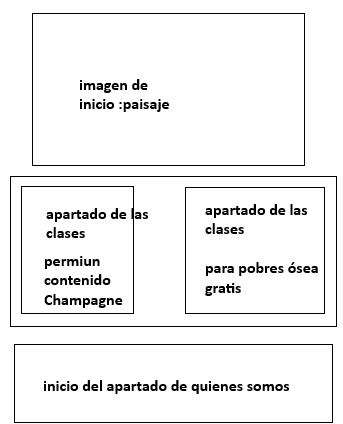 imagen de
inicio :paisaje
apartado de las
clases
permiun
contenido
Champagne
apartado de las
clases
para pobres ósea
gratis
inicio del apartado de quienes somos